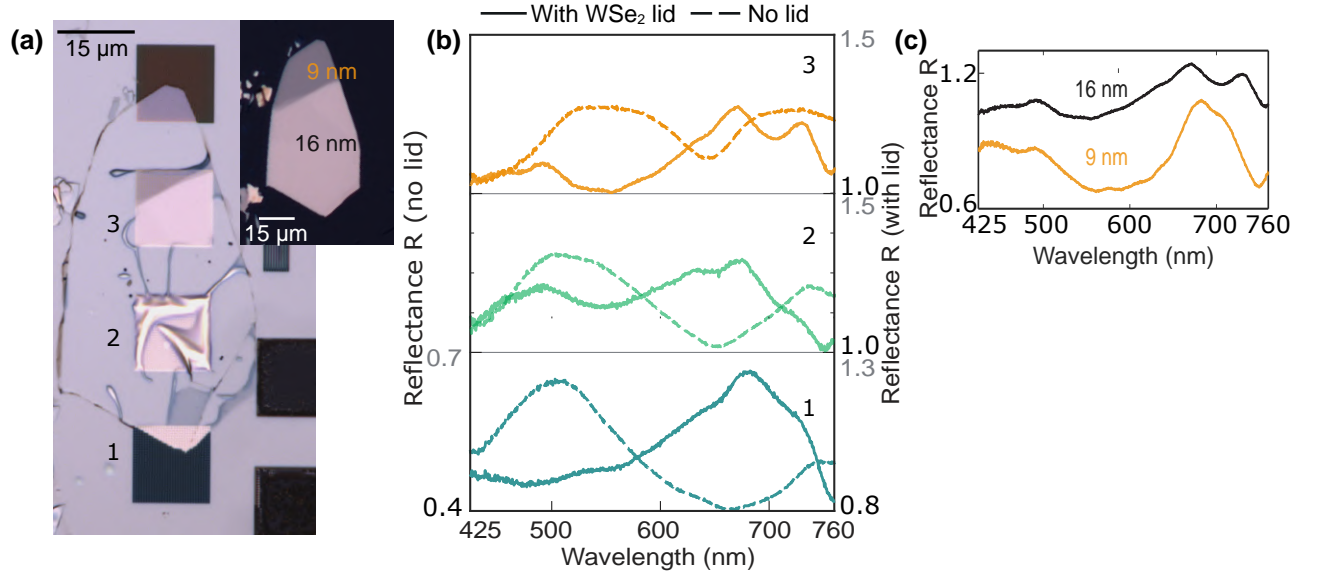 With WSe₂ lid
No lid
(a)
15 µm
9 nm
16 nm
15 µm
3
2
1
(b)
Reflectance R (no lid)
0.7
0.4
3
2
1
1.5
1.0
1.5
1.0
1.3
0.8
Reflectance R (with lid)
425
500
600
700
760
Wavelength (nm)
(c)
Reflectance R
1.2
0.6
16 nm
9 nm
425
500
600
700
760
Wavelength (nm)